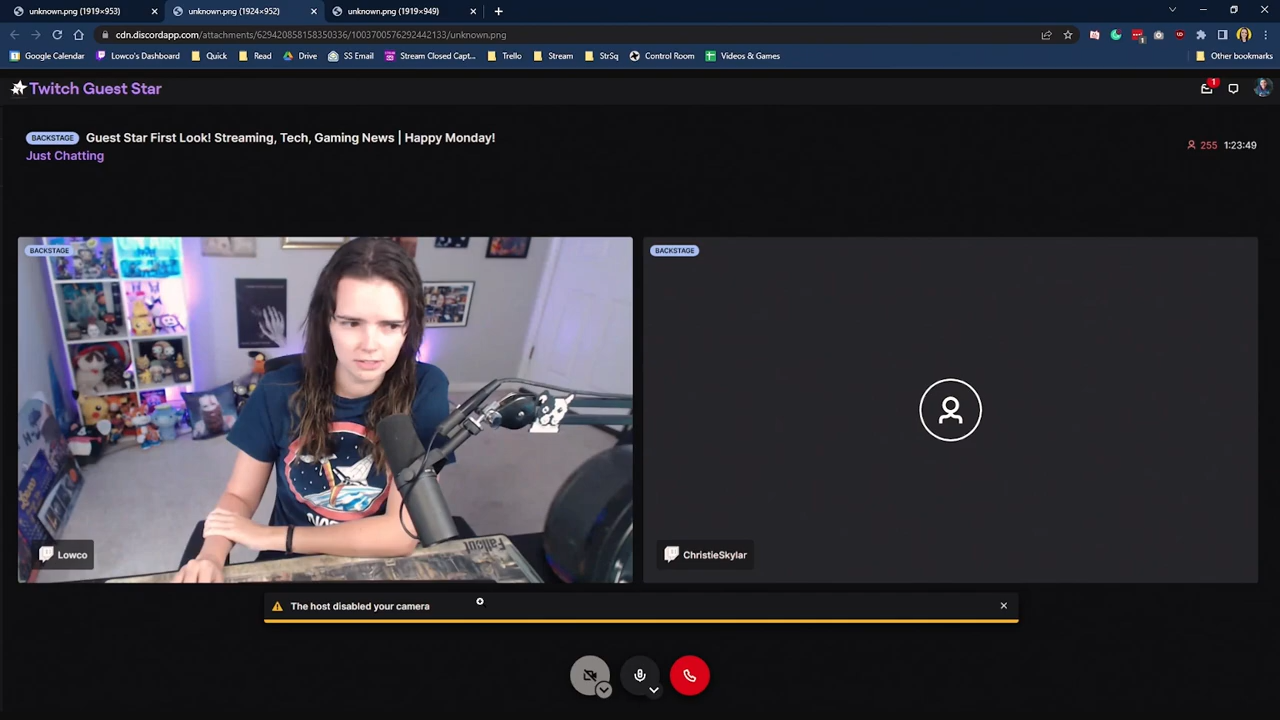 unknown.png (1919×953)
unknown.png (1924×952)
unknown.png (1919×949)
cdn.discordapp.com/attachments/629420858158350336/1003700576292442133/unknown.png
Google Calendar
Lowco's Dashboard
Quick
Read
Drive
SS Email
Stream Closed Capt...
Trello
Stream
StrSq
Control Room
Videos & Games
Other bookmarks
Twitch Guest Star
1
BACKSTAGE Guest Star First Look! Streaming, Tech, Gaming News | Happy Monday!
Just Chatting
255 1:23:49
BACKSTAGE
BACKSTAGE
Fallout
Lowco
ChristieSkylar
The host disabled your camera